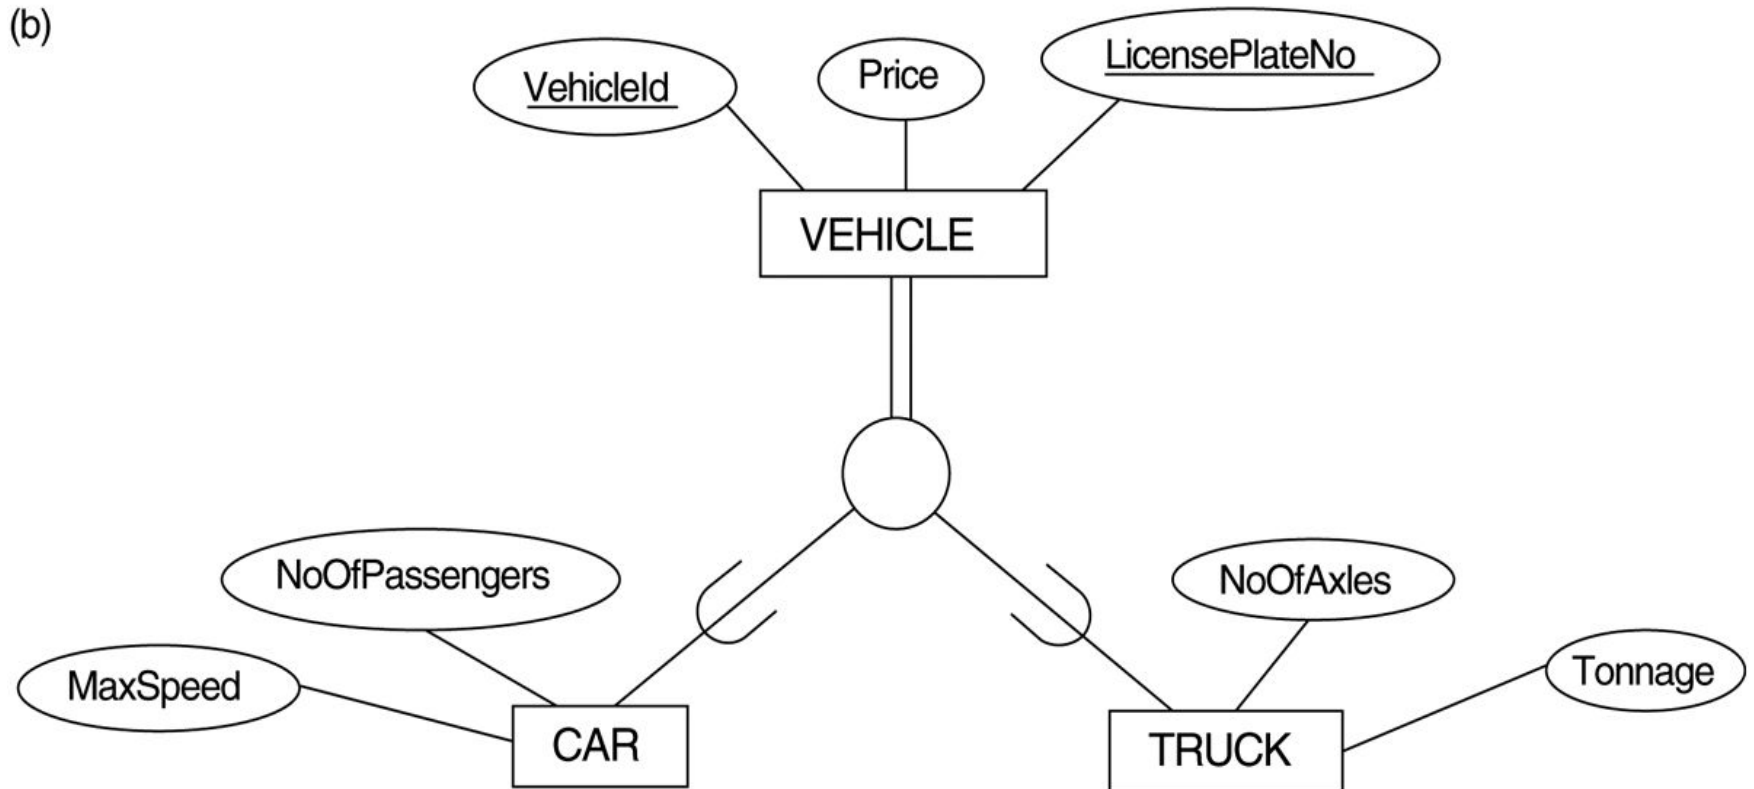 (b)
VehicleId
Price
LicensePlateNo
VEHICLE
NoOfPassengers
NoOfAxles
MaxSpeed
Tonnage
CAR
TRUCK